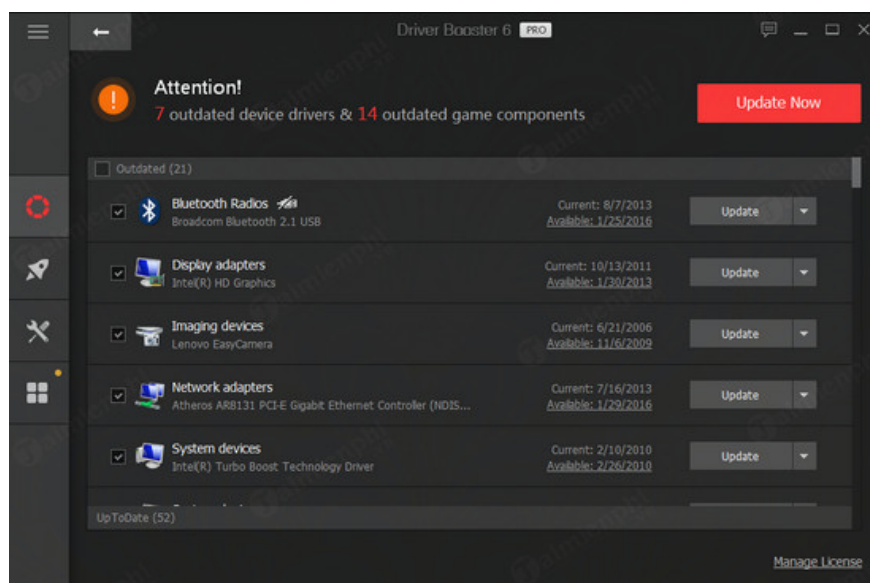 Driver Booster 6 PRO
Attention!
7 outdated device drivers & 14 outdated game components
Update Now
Outdated (21)
Bluetooth Radios
Broadcom Bluetooth 2.1 USB
Current: 8/7/2013
Available: 1/25/2016
Update
Display adapters
Intel(R) HD Graphics
Current: 10/13/2011
Available: 1/30/2013
Update
Imaging devices
Lenovo EasyCamera
Current: 6/21/2006
Available: 11/6/2009
Update
Network adapters
Atheros AR8131 PCI-E Gigabit Ethernet Controller (NDIS...
Current: 7/16/2013
Available: 1/29/2016
Update
System devices
Intel(R) Turbo Boost Technology Driver
Current: 2/10/2010
Available: 2/26/2010
Update
UpToDate (52)
Manage License